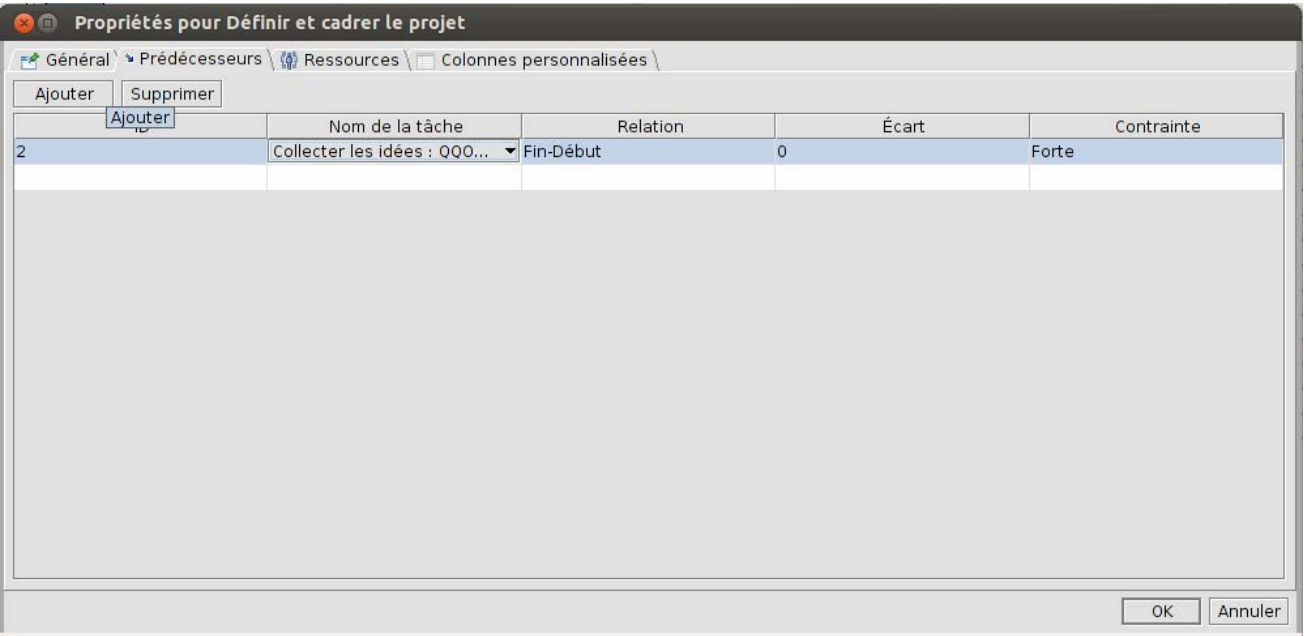 Propriétés pour Définir et cadrer le projet
Général Prédécesseurs Ressources Colonnes personnalisées
Ajouter Supprimer
Ajouter
ID Nom de la tâche Relation Écart Contrainte
2 Collecter les idées : QQO... Fin-Début 0 Forte
OK Annuler